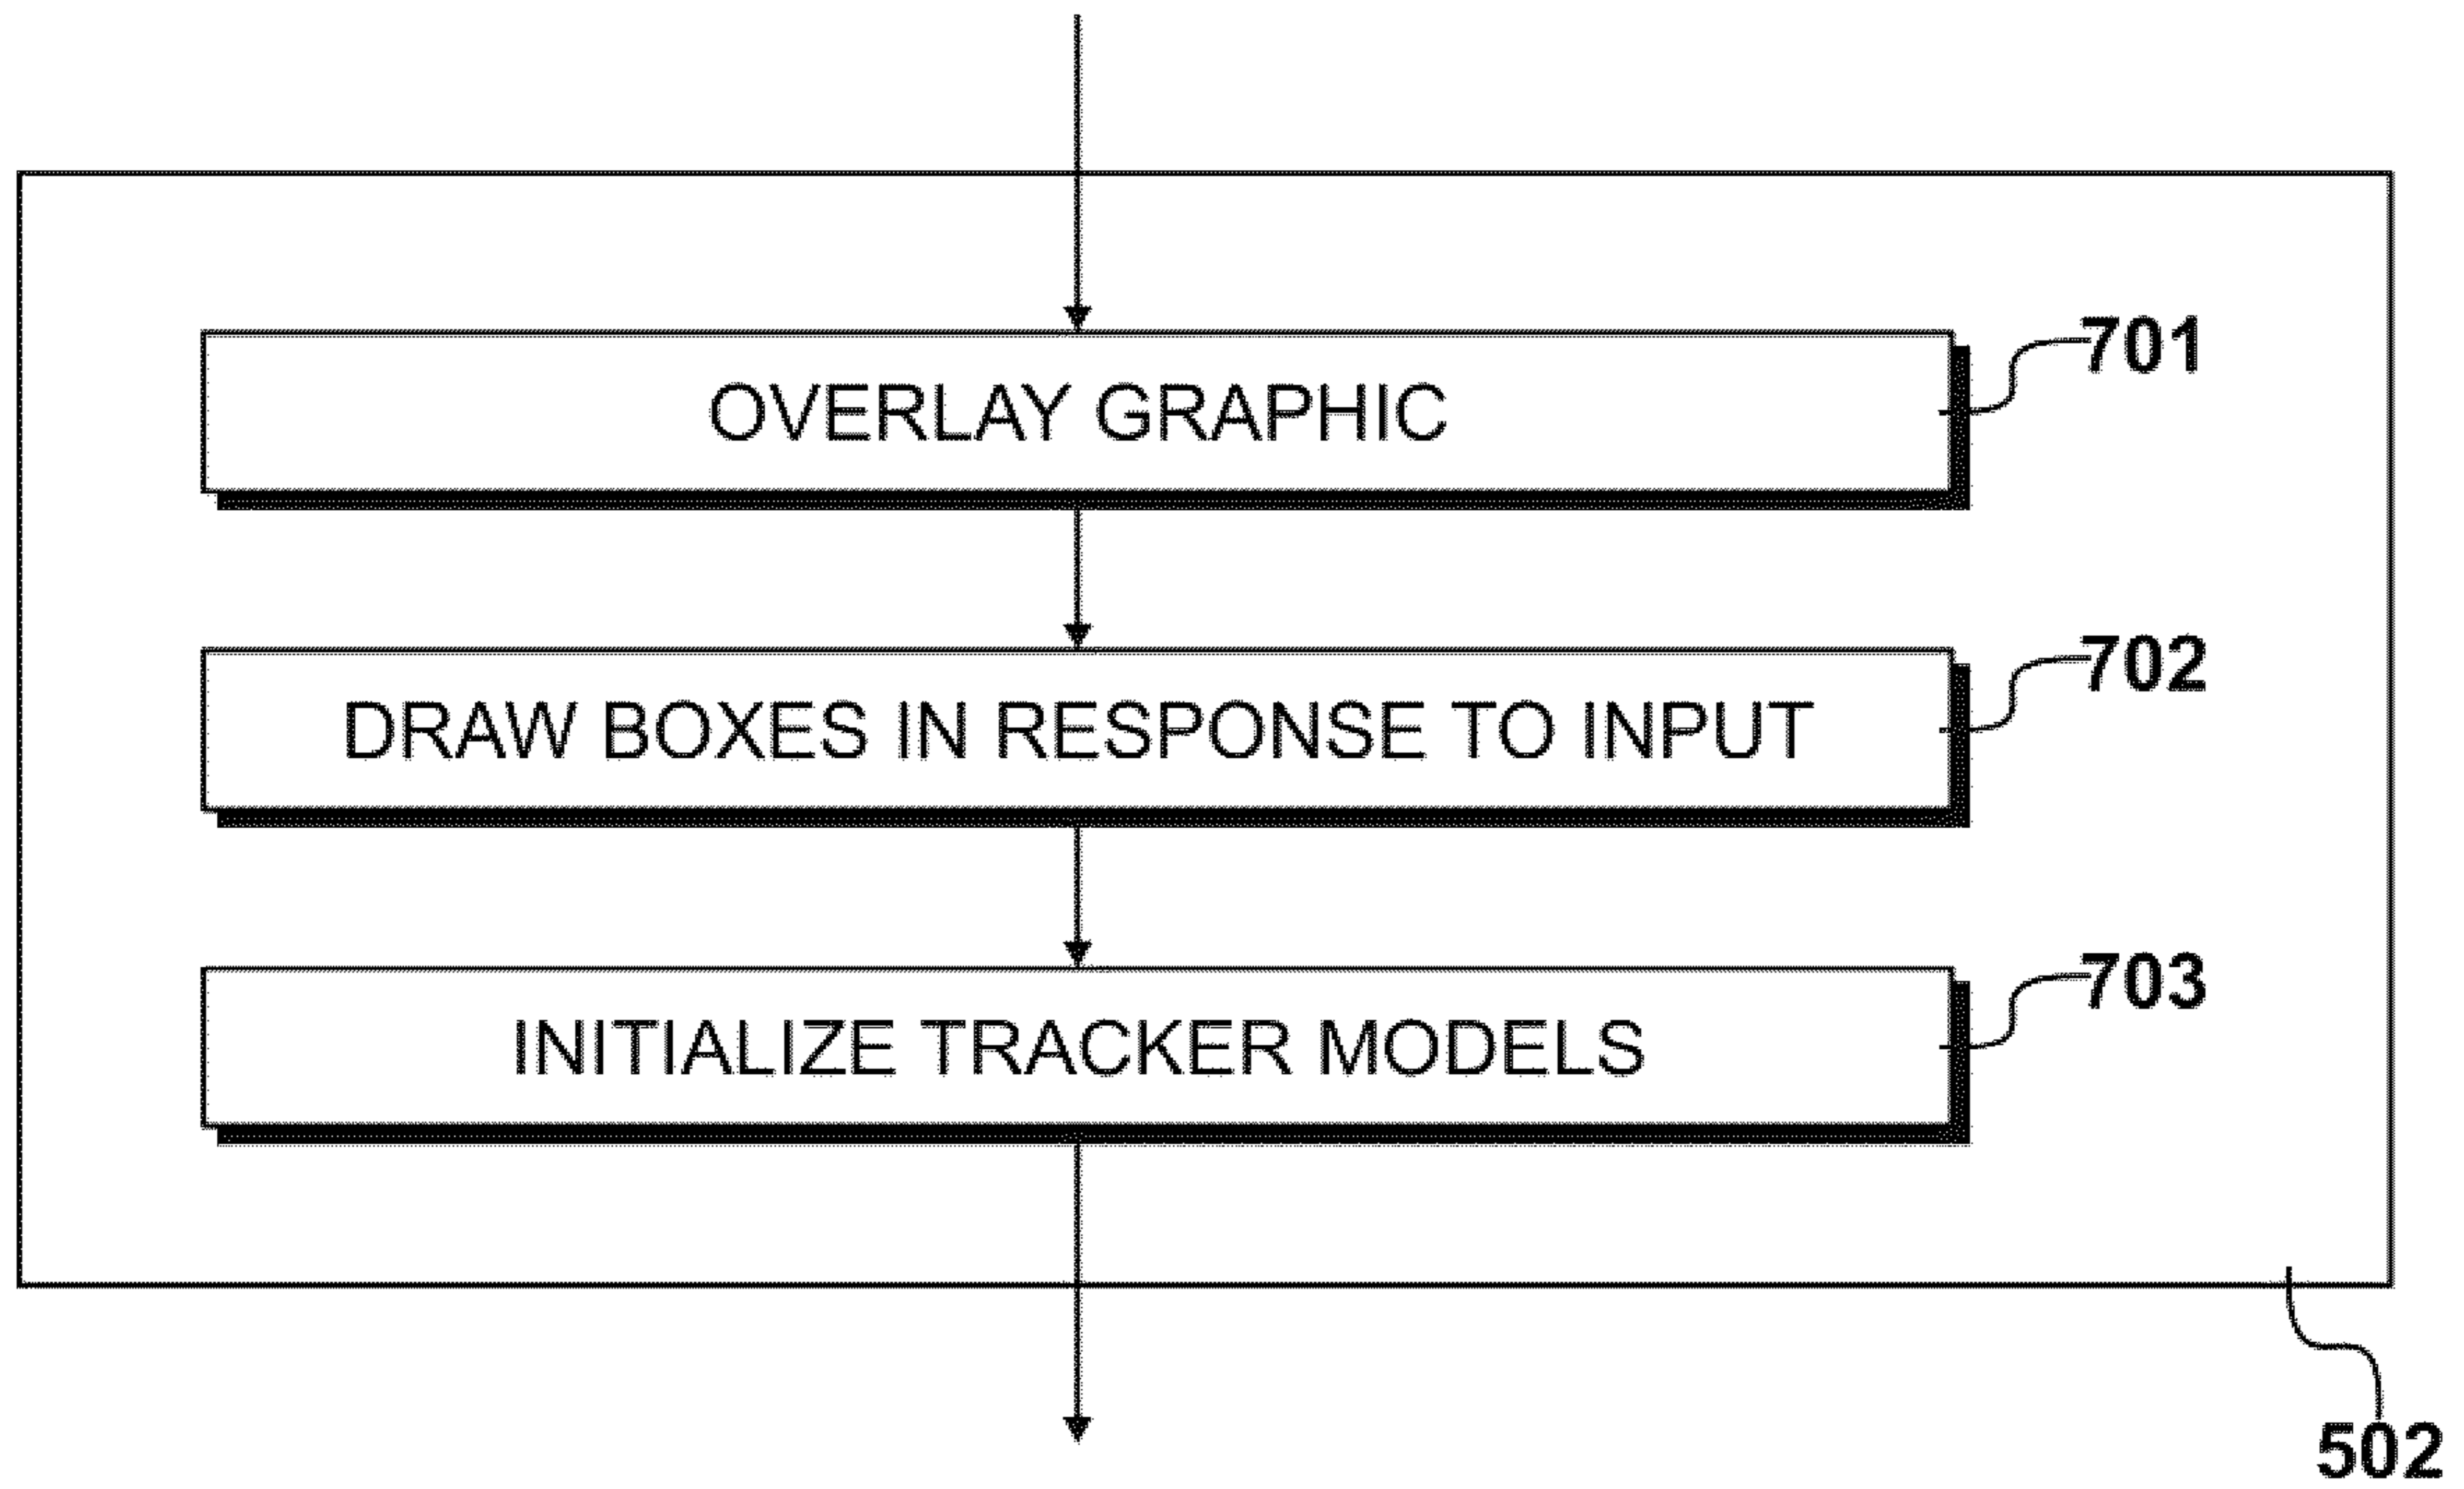 701
OVERLAY GRAPHIC
702
DRAW BOXES IN RESPONSE TO INPUT
703
INITIALIZE TRACKER MODELS
502